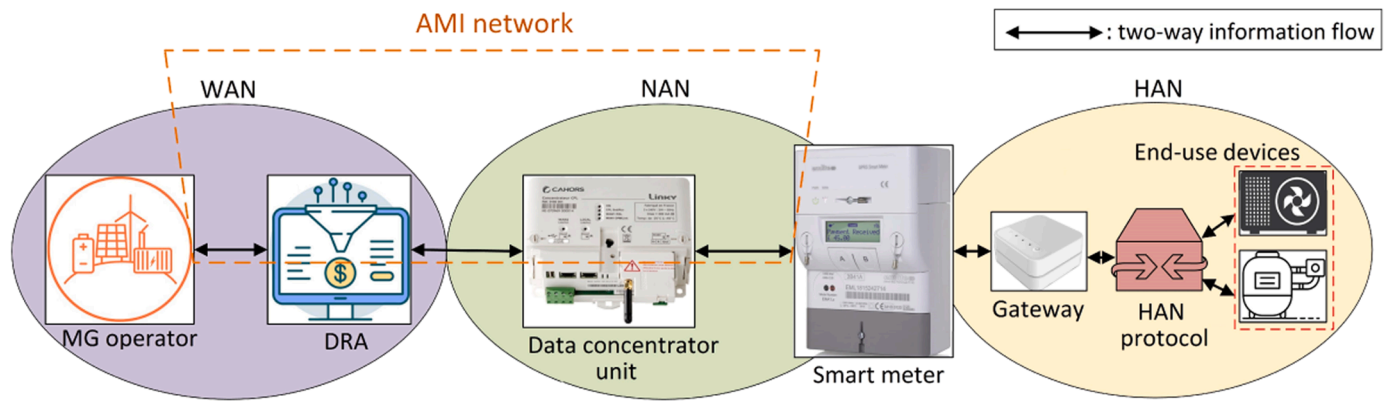 AMI network
: two-way information flow
WAN
NAN
HAN
End-use devices
CAHORS
Linky
A B
MG operator
DRA
Data concentrator
unit
Smart meter
Gateway
HAN
protocol